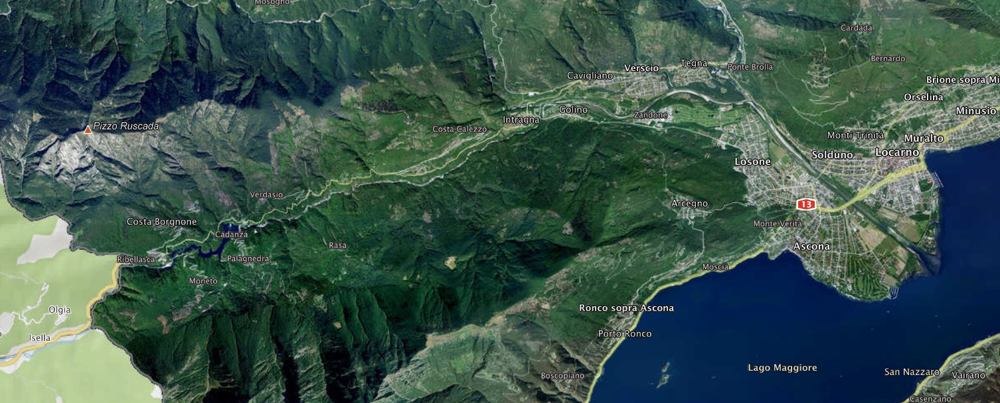 Mosogno
Cardada
Bernardo
Tegna
Ponte Brolla
Verscio
Cavigliano
Brione sopra Mi
Orselina
Minusio
Golino
Zandone
Intragna
Costa Calezzo
Pizzo Ruscada
Monti Trinità
Muralto
Locarno
Solduno
Losone
Verdasio
Arcegno
13
Costa Borgnone
Monte Verità
Cadanza
Rasa
Ascona
Ribellasca
Palagnedra
Moscia
Moneto
Olgia
Ronco sopra Ascona
Isella
Porto Ronco
Lago Maggiore
San Nazzaro
Vairano
Boscopiano
Casenzano